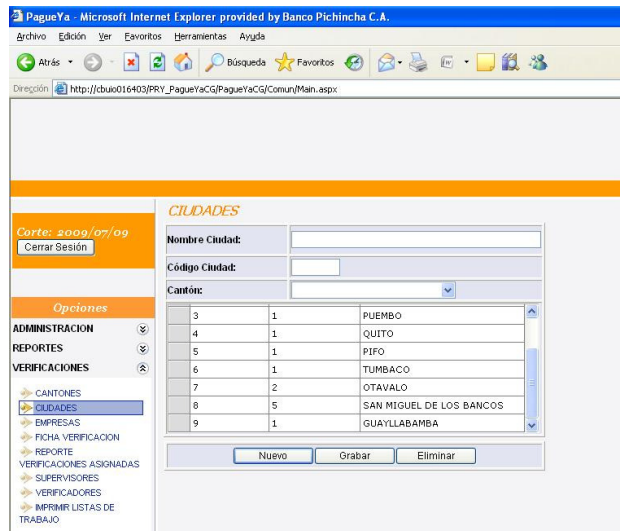 PagueYa - Microsoft Internet Explorer provided by Banco Pichincha C.A.
Archivo Edición Ver Favoritos Herramientas Ayuda
Atrás Búsqueda Favoritos
Dirección http://cbuio016403/PRY_PagueYaCG/PagueYaCG/Comun/Main.aspx
Corte: 2009/07/09
Cerrar Sesión
Opciones
ADMINISTRACION
REPORTES
VERIFICACIONES
CANTONES
CIUDADES
EMPRESAS
FICHA VERIFICACION
REPORTE
VERIFICACIONES ASIGNADAS
SUPERVISORES
VERIFICADORES
IMPRIMIR LISTAS DE
TRABAJO
CIUDADES
Nombre Ciudad:
Código Ciudad:
Cantón:
3 1 PUEMBO
4 1 QUITO
5 1 PIFO
6 1 TUMBACO
7 2 OTAVALO
8 5 SAN MIGUEL DE LOS BANCOS
9 1 GUAYLLABAMBA
Nuevo Grabar Eliminar